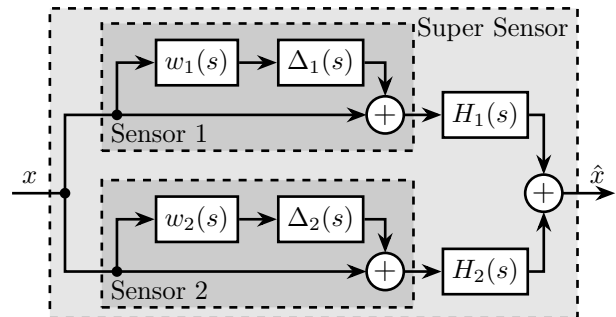 Super Sensor
w₁(s) Δ₁(s)
+ H₁(s)
Sensor 1
x + x̂
w₂(s) Δ₂(s)
+ H₂(s)
Sensor 2